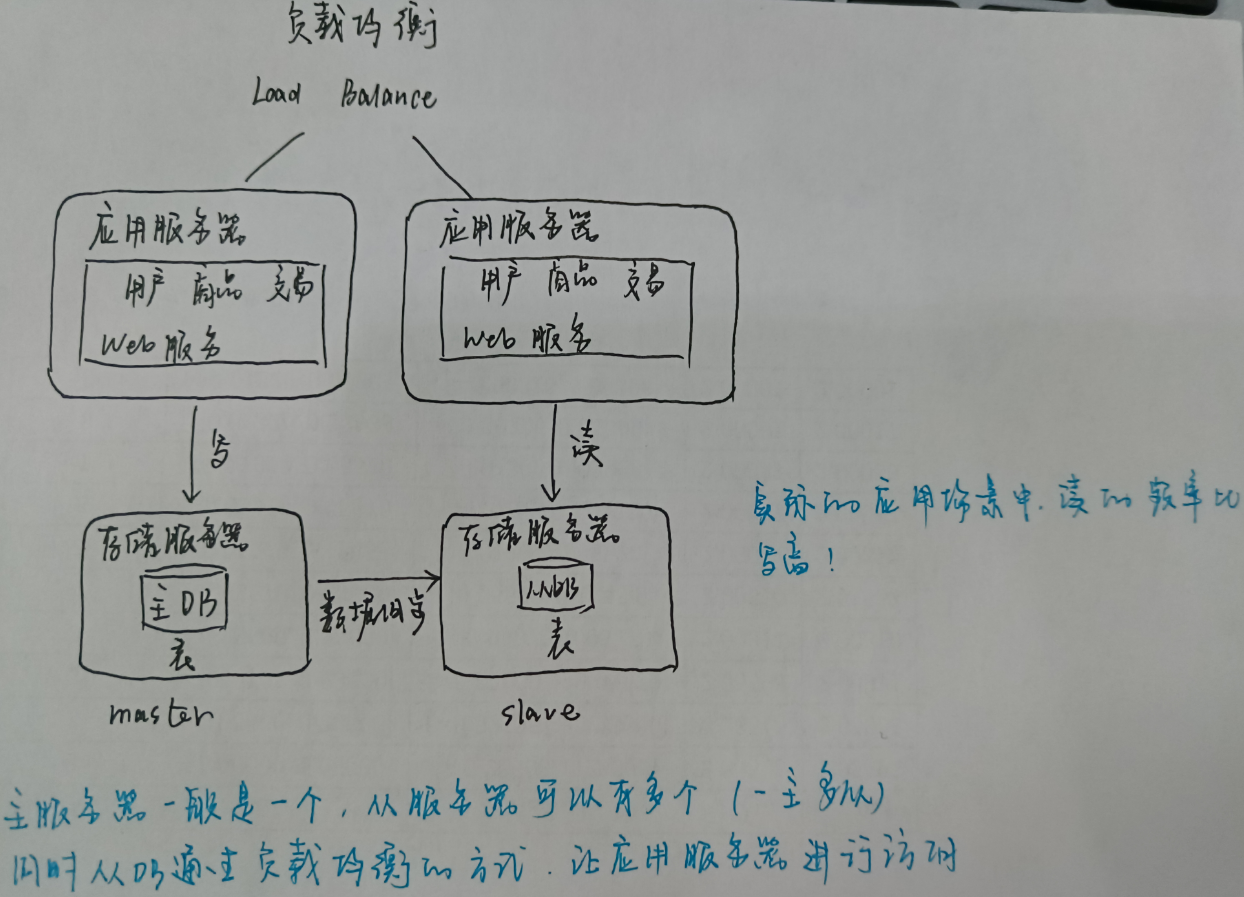 负载均衡
Load Balance
应用服务器
用户 商品 交易
Web服务
应用服务器
用户 商品 交易
Web服务
写
读
存储服务器
主DB
表
存储服务器
从DB
表
数据同步
master
slave
实际的应用场景中,读的频率比
写高!
主服务器一般是一个,从服务器可以有多个(一主多从)
同时从DB通过负载均衡的方式,让应用服务器进行访问